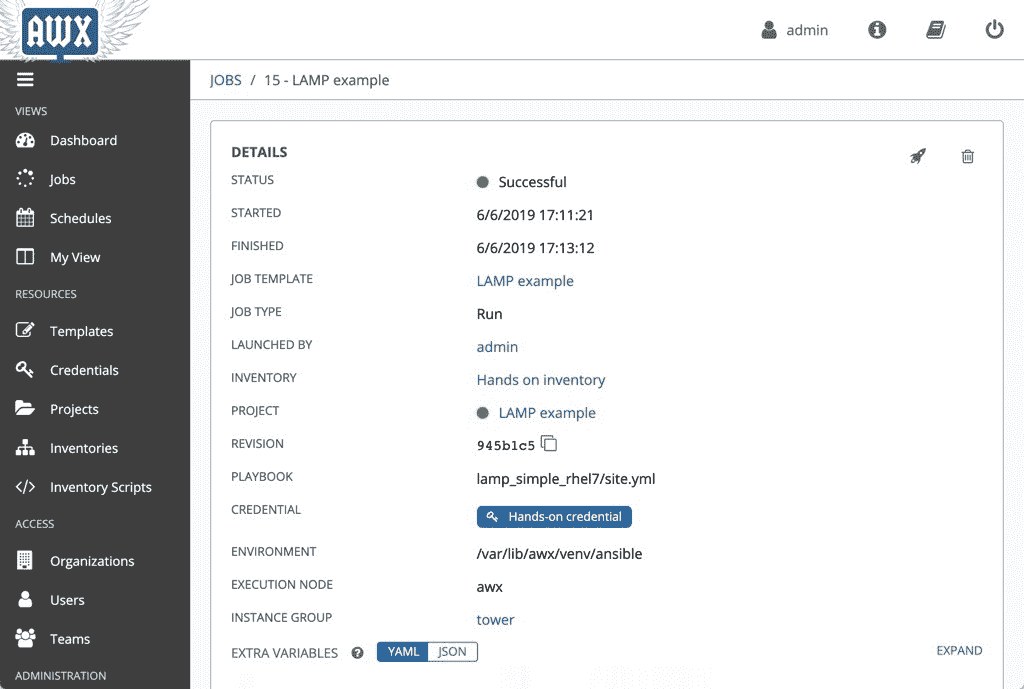 AWX
admin
JOBS / 15 - LAMP example
VIEWS
Dashboard
Jobs
Schedules
My View
RESOURCES
Templates
Credentials
Projects
Inventories
Inventory Scripts
ACCESS
Organizations
Users
Teams
ADMINISTRATION
DETAILS
STATUS Successful
STARTED 6/6/2019 17:11:21
FINISHED 6/6/2019 17:13:12
JOB TEMPLATE LAMP example
JOB TYPE Run
LAUNCHED BY admin
INVENTORY Hands on inventory
PROJECT LAMP example
REVISION 945b1c5
PLAYBOOK lamp_simple_rhel7/site.yml
CREDENTIAL Hands-on credential
ENVIRONMENT /var/lib/awx/venv/ansible
EXECUTION NODE awx
INSTANCE GROUP tower
EXTRA VARIABLES ? YAML JSON EXPAND